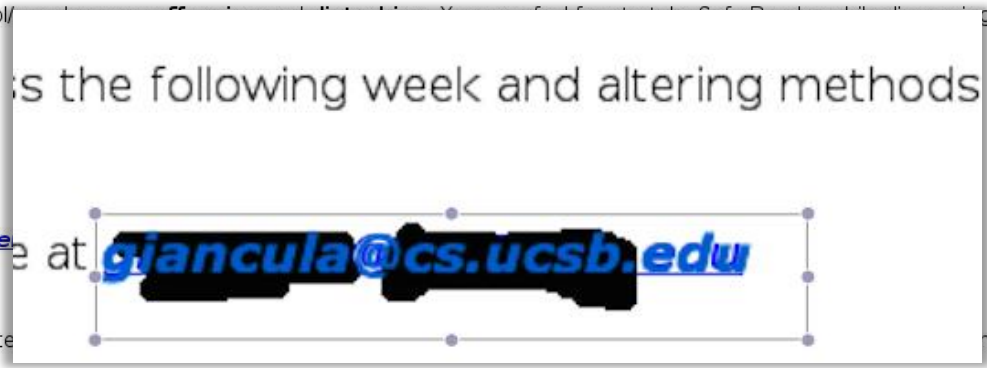 ss the following week and altering methods
e at giancula@cs.ucsb.edu